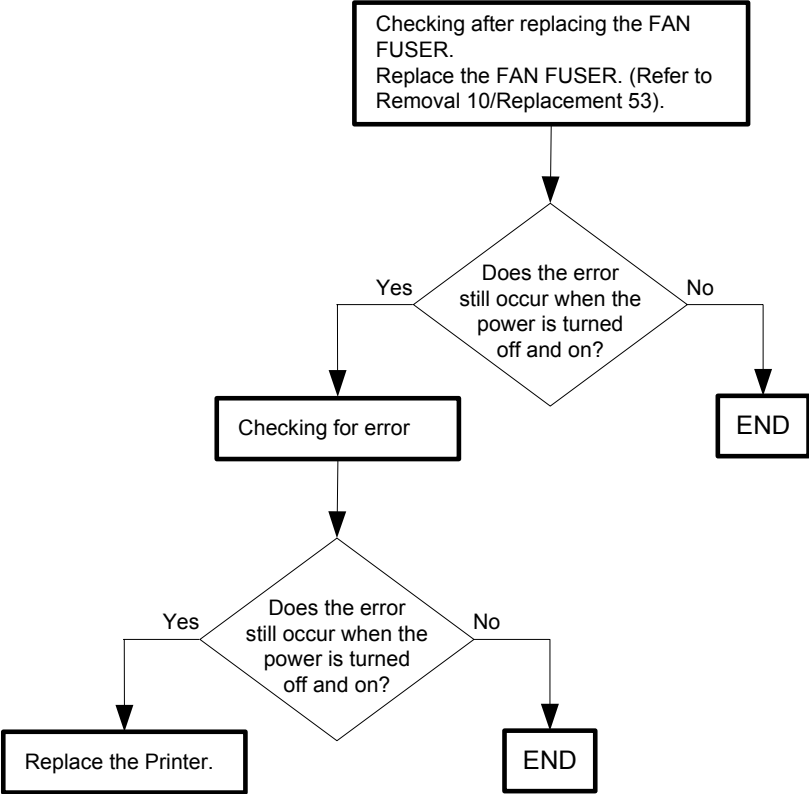 Checking after replacing the FAN
FUSER.
Replace the FAN FUSER. (Refer to
Removal 10/Replacement 53).
Does the error
still occur when the
power is turned
off and on?
Yes
No
Checking for error
END
Does the error
still occur when the
power is turned
off and on?
Yes
No
Replace the Printer.
END